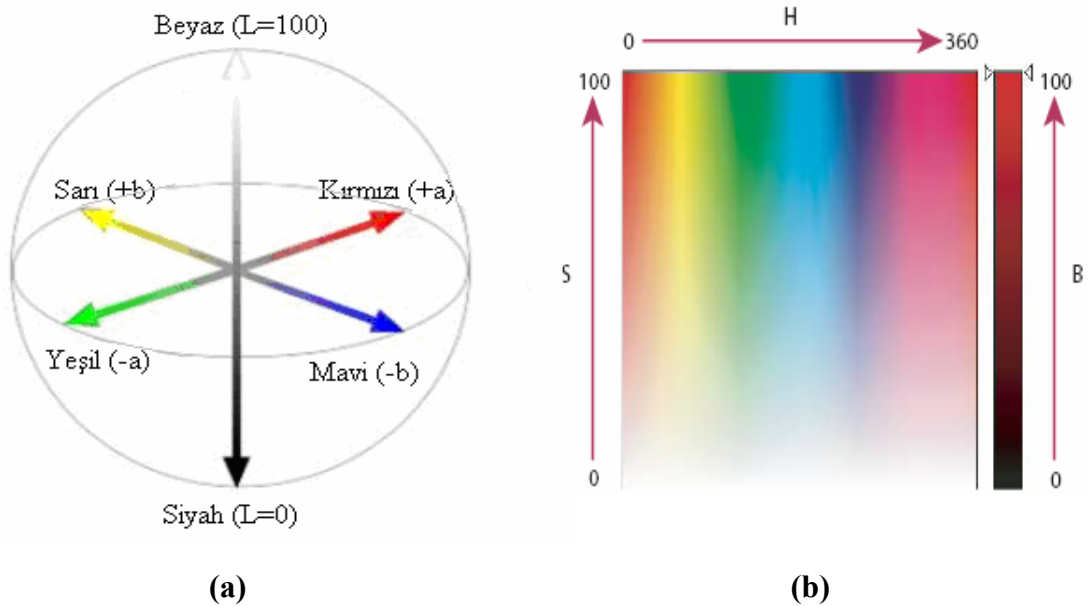 Beyaz (L=100)
Sarı (+b)
Kırmızı (+a)
Yeşil (-a)
Mavi (-b)
Siyah (L=0)
(a)
H
0
360
100
S
0
100
B
0
(b)